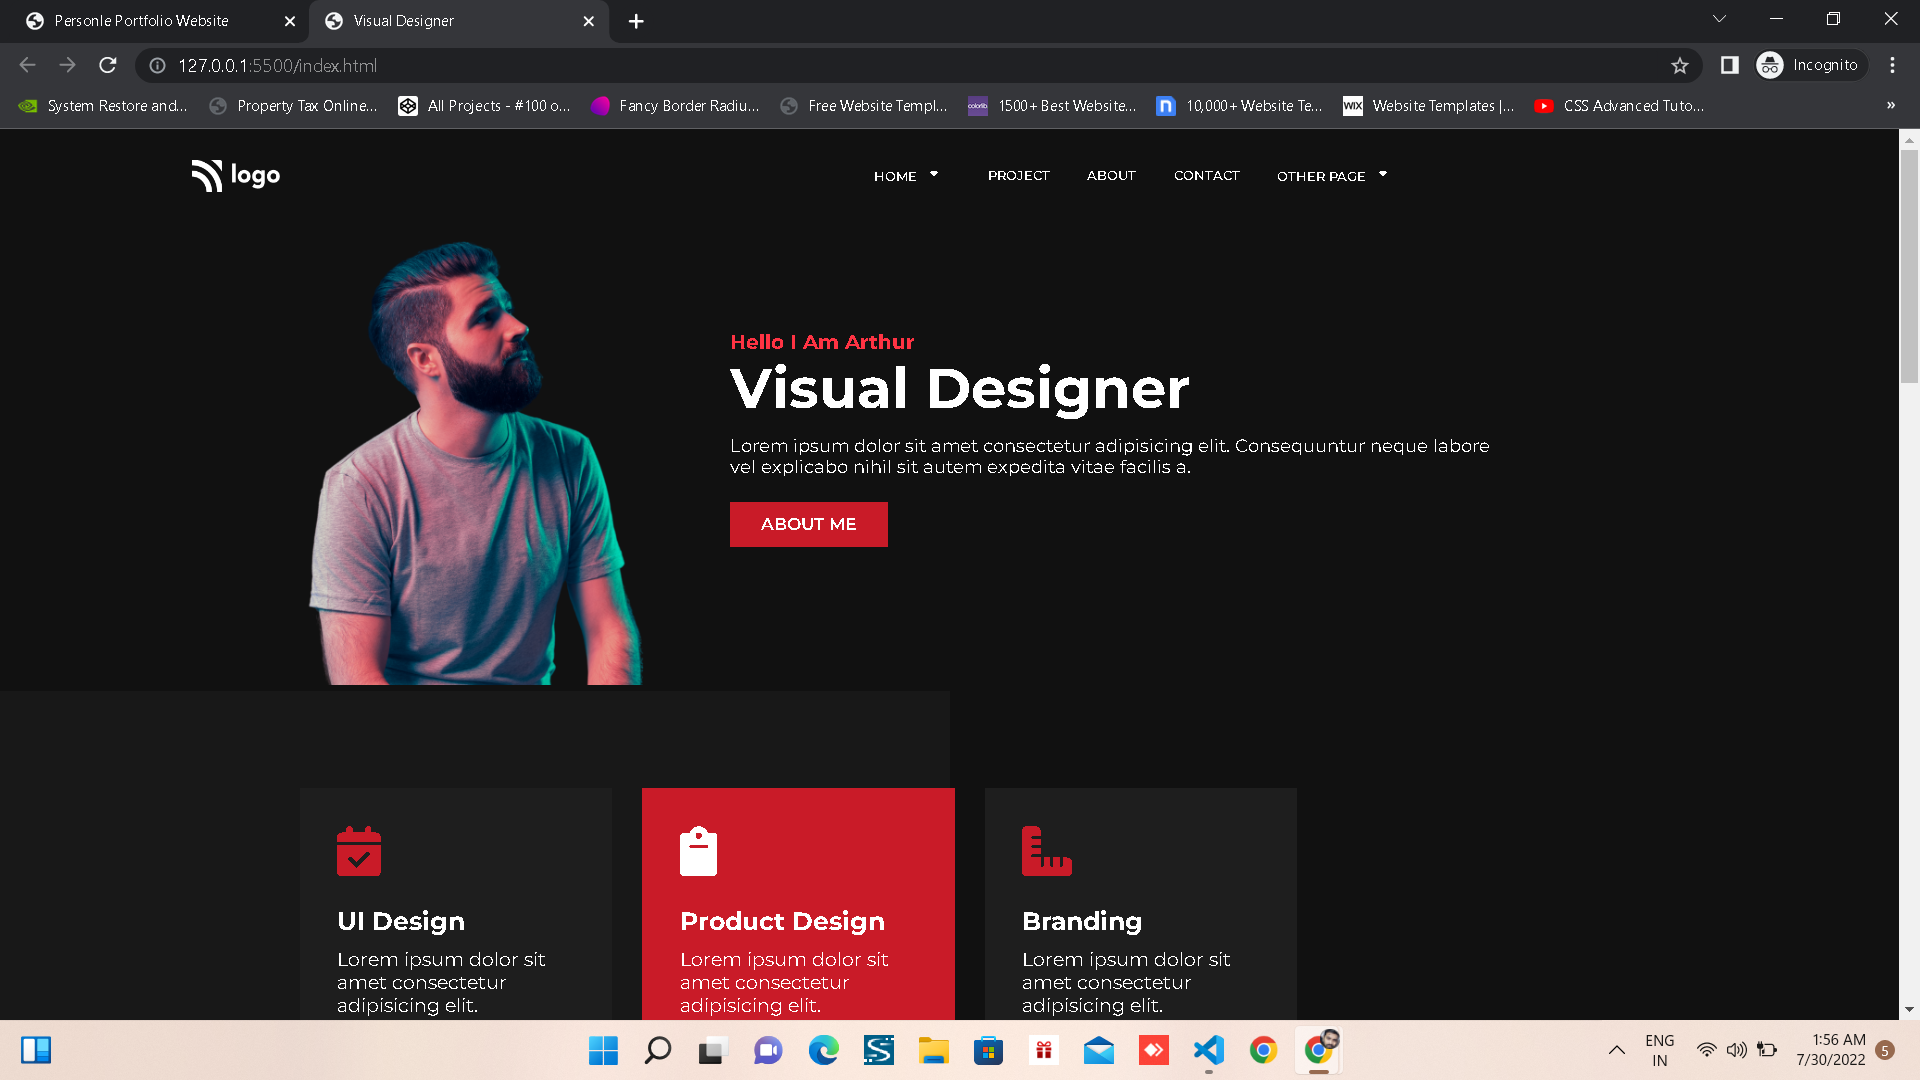 Personle Portfolio Website
Visual Designer
127.0.0.1:5500/index.html
Incognito
System Restore and...
Property Tax Online...
All Projects - #100 o...
Fancy Border Radiu...
Free Website Templ...
colorlib
1500+ Best Website...
n
10,000+ Website Te...
WIX
Website Templates |...
CSS Advanced Tuto...
»
logo
HOME
PROJECT
ABOUT
CONTACT
OTHER PAGE
Hello I Am Arthur
Visual Designer
Lorem ipsum dolor sit amet consectetur adipisicing elit. Consequuntur neque labore
vel explicabo nihil sit autem expedita vitae facilis a.
ABOUT ME
UI Design
Lorem ipsum dolor sit
amet consectetur
adipisicing elit.
Product Design
Lorem ipsum dolor sit
amet consectetur
adipisicing elit.
Branding
Lorem ipsum dolor sit
amet consectetur
adipisicing elit.
ENG
IN
1:56 AM
7/30/2022
5